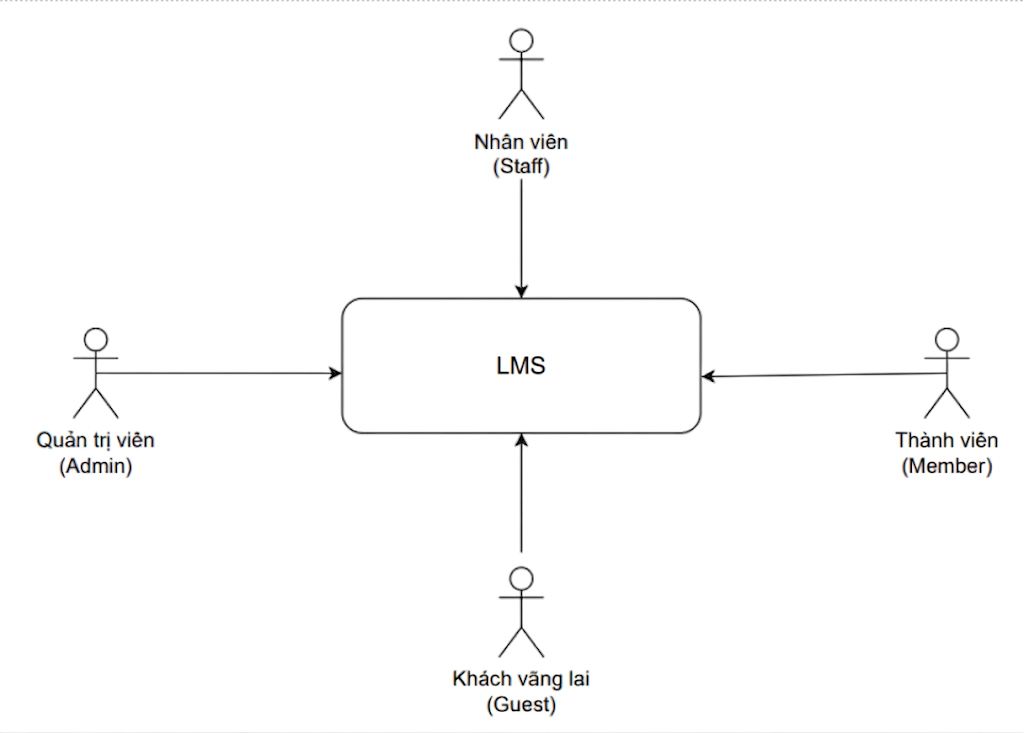 Nhân viên
(Staff)
LMS
Quản trị viên
(Admin)
Thành viên
(Member)
Khách vãng lai
(Guest)